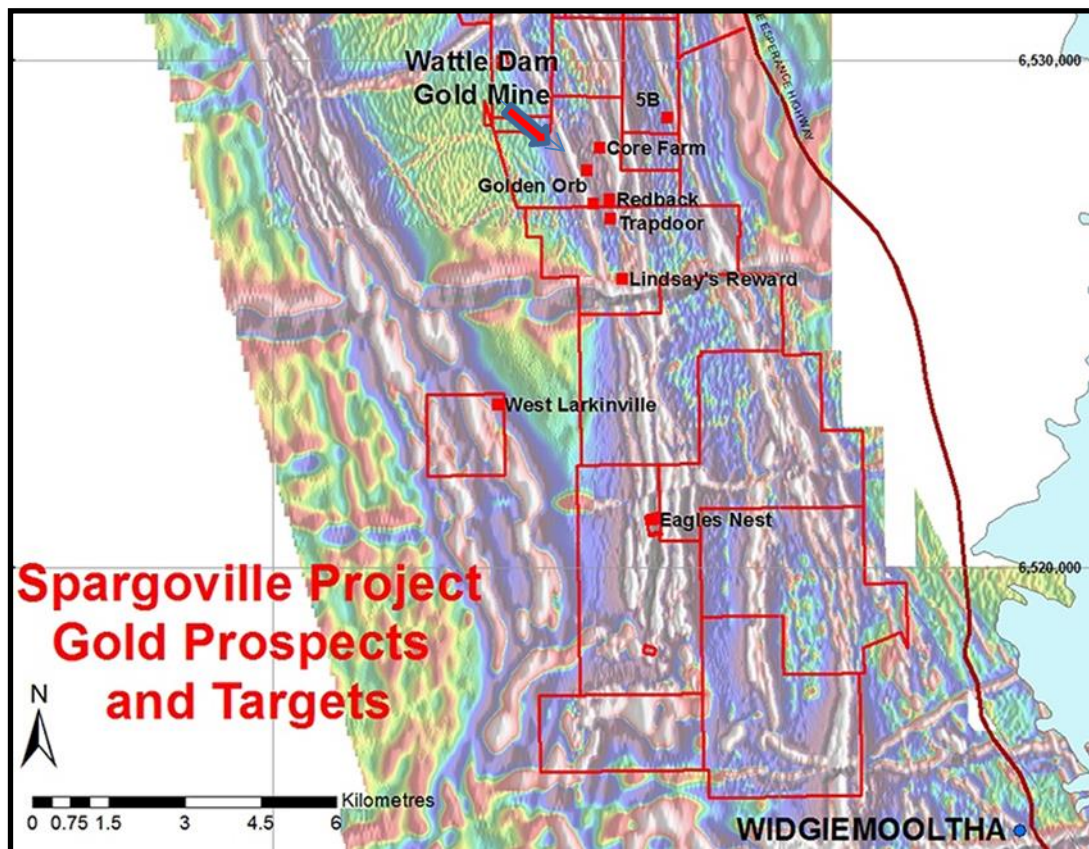 Wattle Dam
Gold Mine
6,530,000
E ESPERANCE HIGHWAY
5B
Core Farm
Golden Orb
Redback
Trapdoor
Lindsay's Reward
West Larkinville
Eagles Nest
6,520,000
Spargoville Project
Gold Prospects
and Targets
N
Kilometres
0 0.75 1.5 3 4.5 6
WIDGIEMOOLTHA